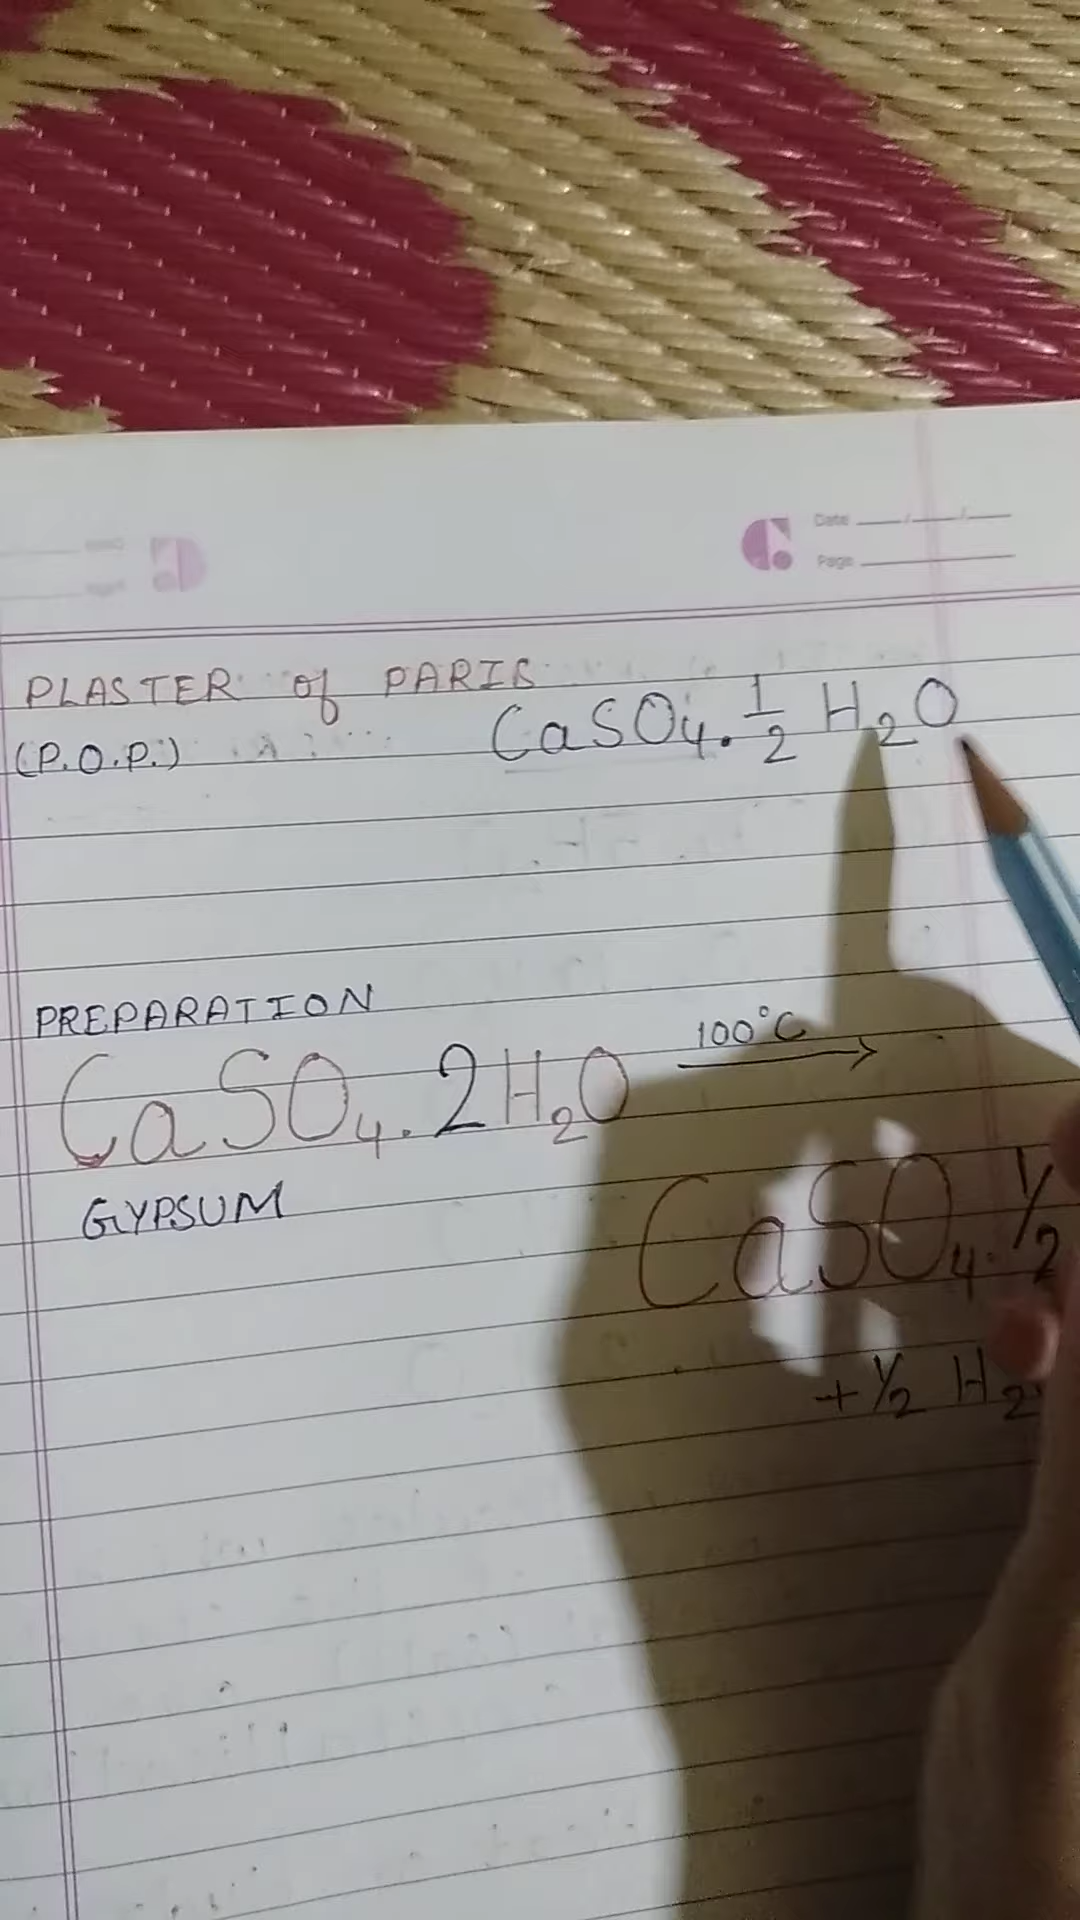 Date
Page
PLASTER of PARIS
(P.O.P.) CaSO₄.½ H₂O
PREPARATION
CaSO₄.2H₂O 100°C →
GYPSUM
CaSO₄.½
+½ H₂